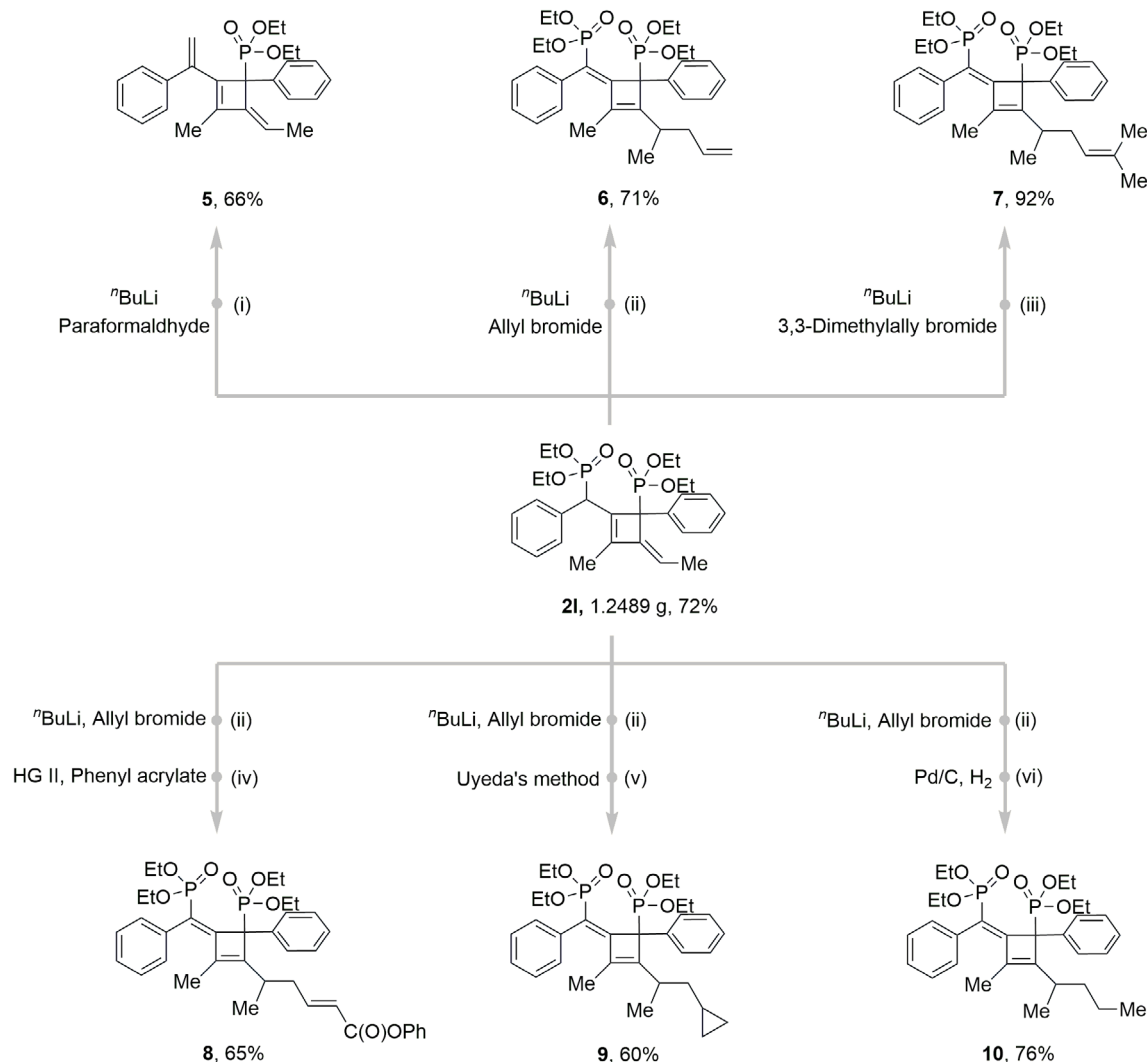 EtO O O OEt
EtO P P OEt
Me Me
5, 66%
EtO O O OEt
EtO P P OEt
Me
Me
6, 71%
EtO O O OEt
EtO P P OEt
Me
Me Me
Me
7, 92%
nBuLi (i)
Paraformaldhyde
nBuLi (ii)
Allyl bromide
nBuLi (iii)
3,3-Dimethylally bromide
EtO O O OEt
EtO P P OEt
Me Me
2l, 1.2489 g, 72%
nBuLi, Allyl bromide (ii)
HG II, Phenyl acrylate (iv)
nBuLi, Allyl bromide (ii)
Uyeda's method (v)
nBuLi, Allyl bromide (ii)
Pd/C, H2 (vi)
EtO O O OEt
EtO P P OEt
Me
Me
C(O)OPh
8, 65%
EtO O O OEt
EtO P P OEt
Me
Me
9, 60%
EtO O O OEt
EtO P P OEt
Me
Me Me
10, 76%